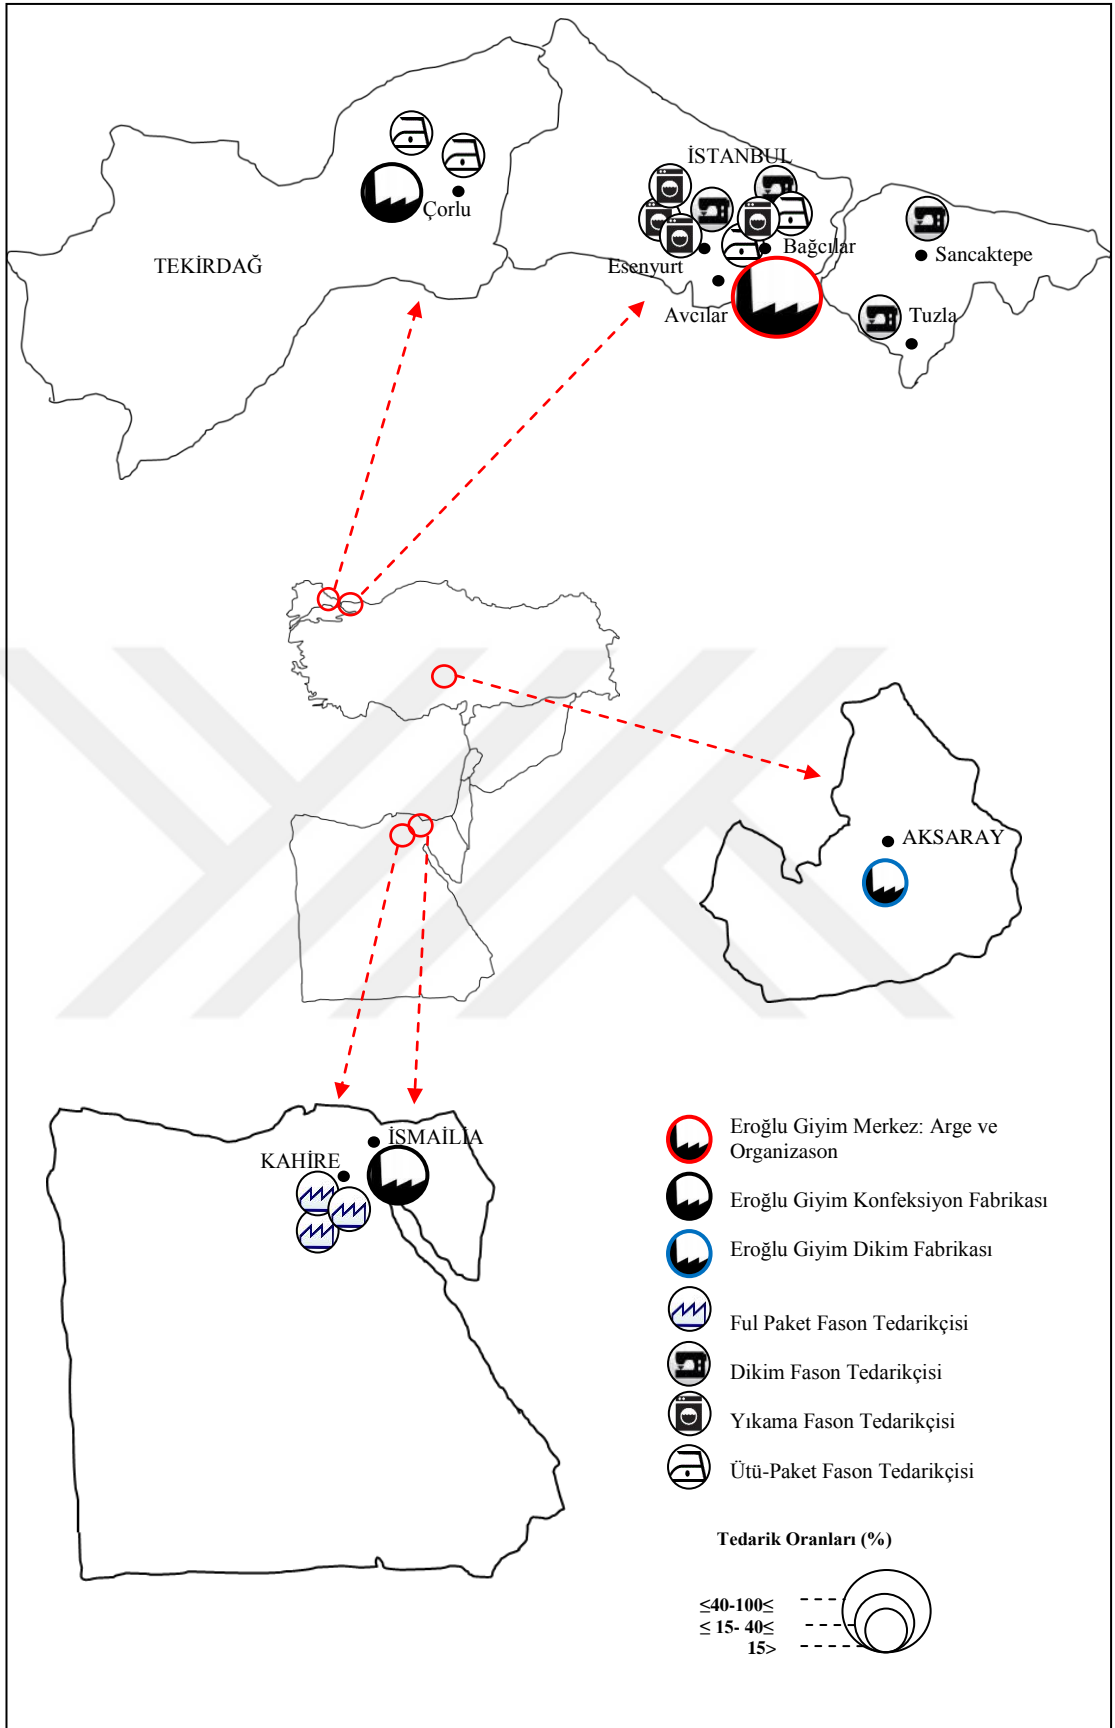 İSTANBUL
Çorlu
TEKİRDAĞ
Bağcılar
Esenyurt
Sancaktepe
Avcılar
Tuzla
AKSARAY
İSMAİLİA
KAHİRE
Eroğlu Giyim Merkez: Arge ve
Organizason
Eroğlu Giyim Konfeksiyon Fabrikası
Eroğlu Giyim Dikim Fabrikası
Ful Paket Fason Tedarikçisi
Dikim Fason Tedarikçisi
Yıkama Fason Tedarikçisi
Ütü-Paket Fason Tedarikçisi
Tedarik Oranları (%)
≤40-100≤
≤ 15- 40≤
15>